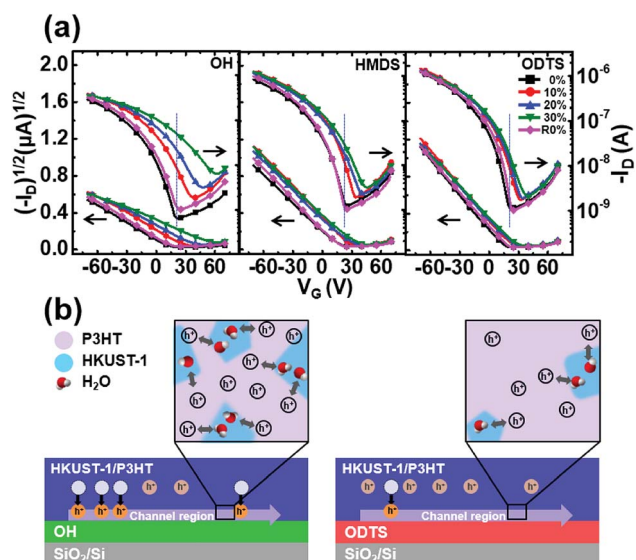 (a)
OH
HMDS
ODTS
0%
10%
20%
30%
R0%
(-I_D)^1/2 (μA)^1/2
2.0
1.6
1.2
0.8
0.4
0.0
10^-6
10^-7
10^-8
10^-9
-I_D (A)
-60 -30 0 30 60
-60 -30 0 30 60
-60 -30 0 30 60
V_G (V)
(b)
P3HT
HKUST-1
H₂O
h⁺ h⁺ h⁺ h⁺ h⁺ h⁺ h⁺ h⁺ h⁺ h⁺
h⁺ h⁺ h⁺ h⁺ h⁺
HKUST-1/P3HT
h⁺ h⁺
h⁺ h⁺ h⁺ h⁺
Channel region
OH
SiO₂/Si
HKUST-1/P3HT
h⁺ h⁺ h⁺ h⁺ h⁺
h⁺
Channel region
ODTS
SiO₂/Si